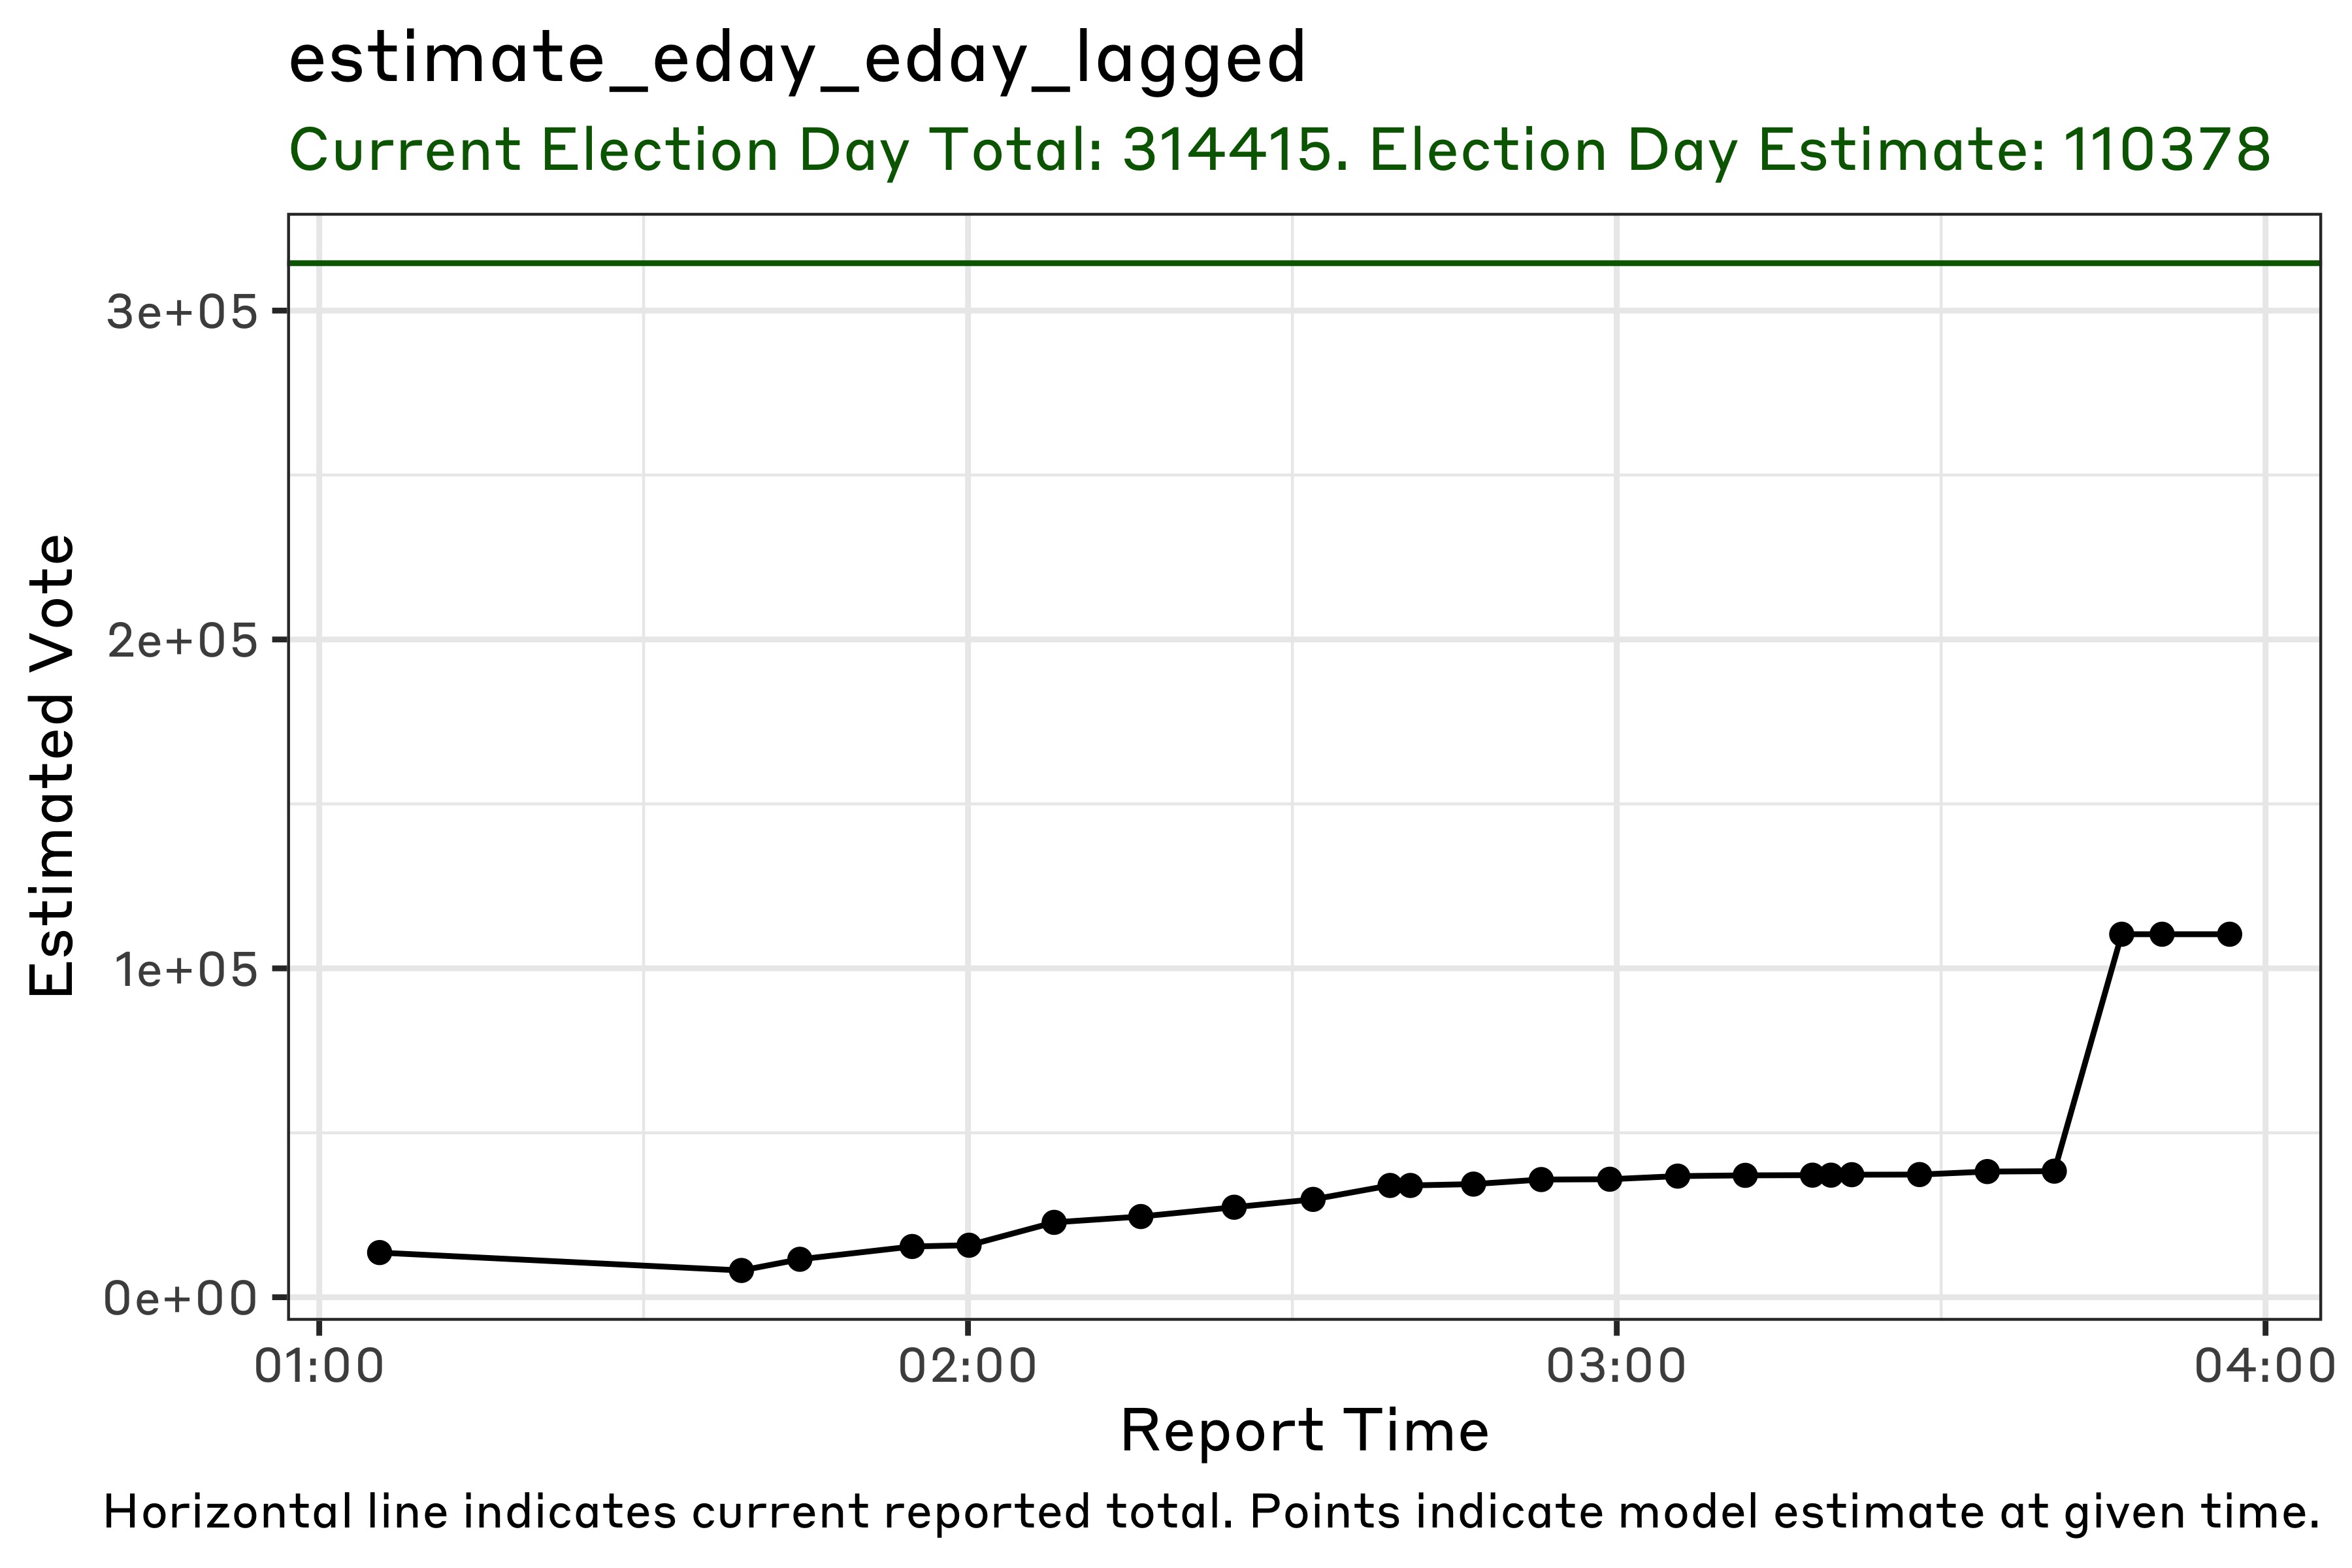 estimate_eday_eday_lagged
Current Election Day Total: 314415. Election Day Estimate: 110378
Estimated Vote
3e+05
2e+05
1e+05
0e+00
01:00 02:00 03:00 04:00
Report Time
Horizontal line indicates current reported total. Points indicate model estimate at given time.